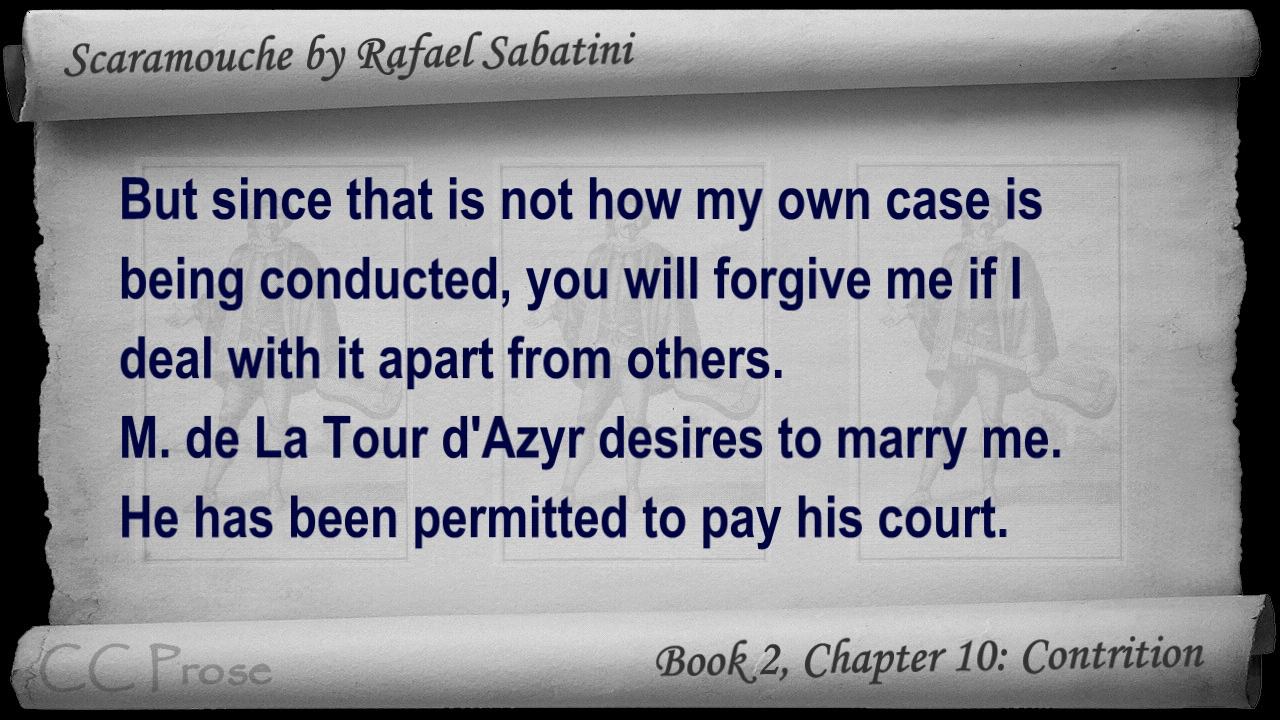 Scaramouche by Rafael Sabatini
But since that is not how my own case is
being conducted, you will forgive me if I
deal with it apart from others.
M. de La Tour d'Azyr desires to marry me.
He has been permitted to pay his court.
CC Prose
Book 2, Chapter 10: Contrition